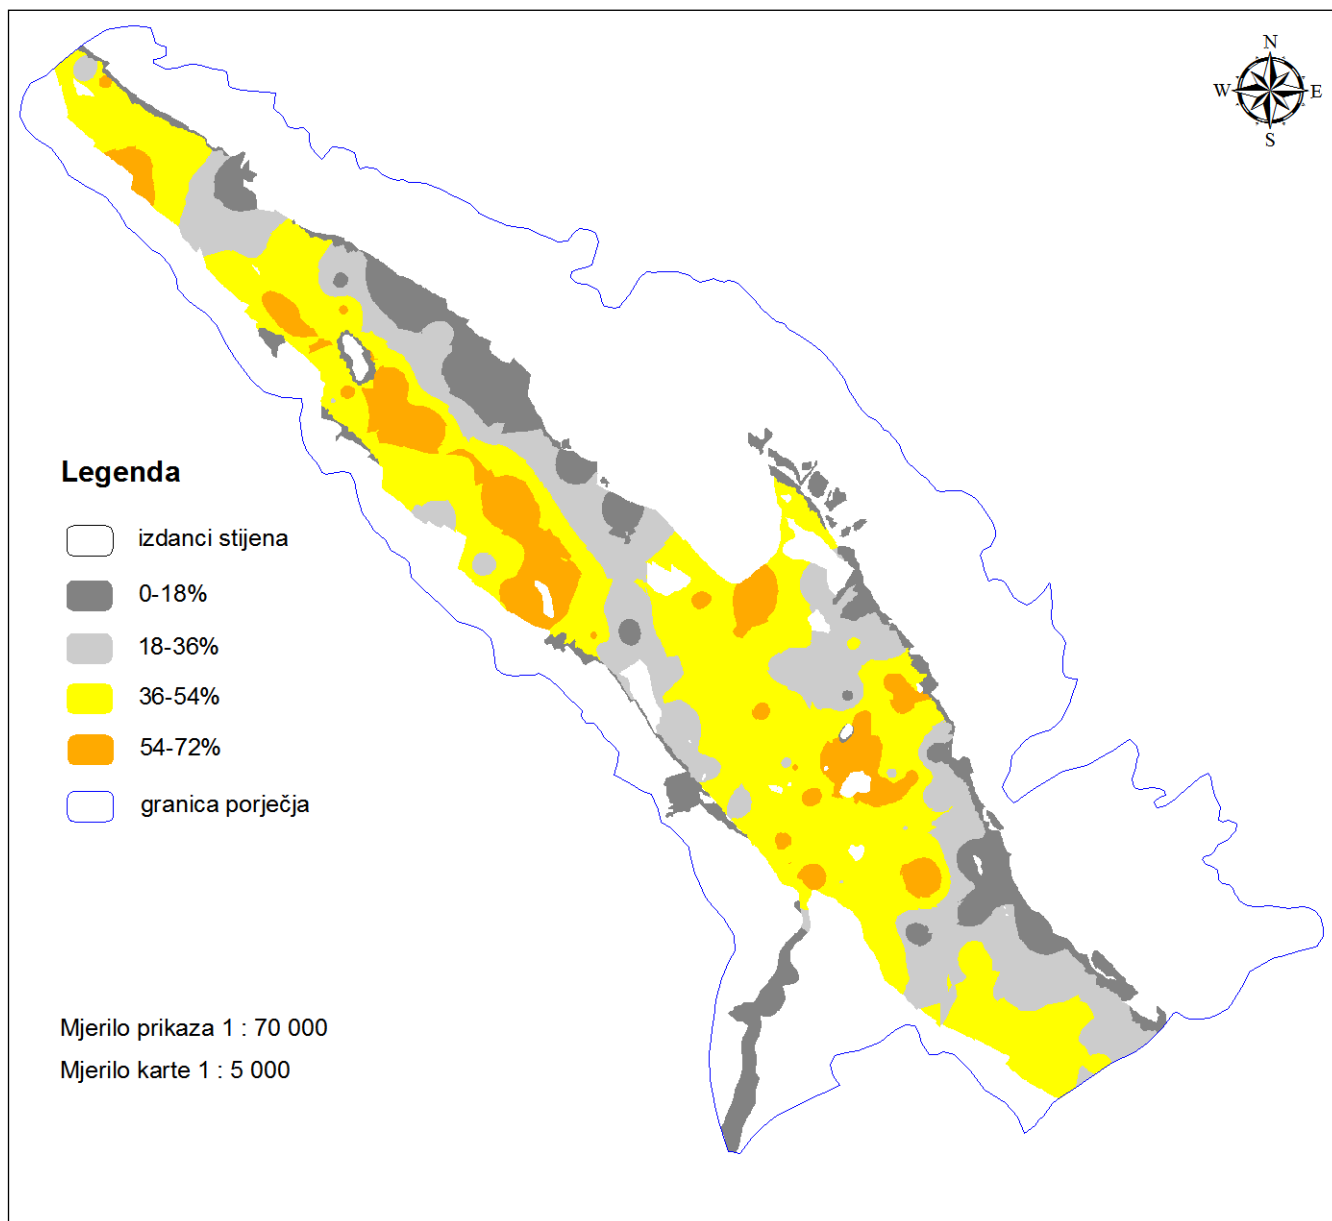 N
W E
S
Legenda
izdanci stijena
0-18%
18-36%
36-54%
54-72%
granica porječja
Mjerilo prikaza 1 : 70 000
Mjerilo karte 1 : 5 000